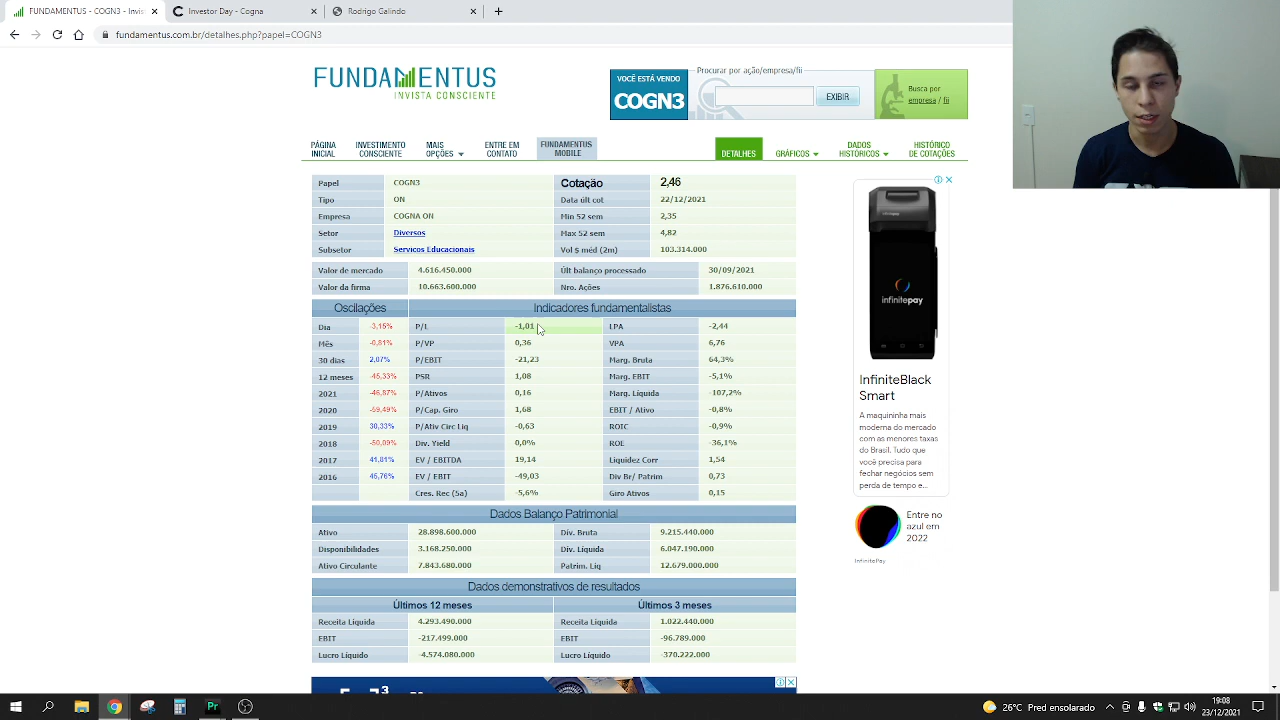 FUNDAMENTUS - COGN3 - Invis
Investor Day - Cogna
Rodrigo Galindo
fundamentus.com.br/detalhes.php?papel=COGN3
FUNDAMENTUS
INVISTA CONSCIENTE
VOCÊ ESTÁ VENDO
COGN3
Procurar por ação/empresa/fii
EXIBIR
Busca por
empresa / fii
PÁGINA INICIAL
INVESTIMENTO CONSCIENTE
MAIS OPÇÕES
ENTRE EM CONTATO
FUNDAMENTUS MOBILE
DETALHES
GRÁFICOS
DADOS HISTÓRICOS
HISTÓRICO DE COTAÇÕES
Papel COGN3 Cotação 2,46
Tipo ON Data últ cot 22/12/2021
Empresa COGNA ON Min 52 sem 2,35
Setor Diversos Max 52 sem 4,82
Subsetor Serviços Educacionais Vol $ méd (2m) 103.314.000
Valor de mercado 4.616.450.000 Últ balanço processado 30/09/2021
Valor da firma 10.663.600.000 Nro. Ações 1.876.610.000
Oscilações Indicadores fundamentalistas
Dia -3,15% P/L -1,01 LPA -2,44
Mês -0,81% P/VP 0,36 VPA 6,76
30 dias 2,07% P/EBIT -21,23 Marg. Bruta 64,3%
12 meses -45,33% PSR 1,08 Marg. EBIT -5,1%
2021 -46,87% P/Ativos 0,16 Marg. Líquida -107,2%
2020 -59,49% P/Cap. Giro 1,68 EBIT / Ativo -0,8%
2019 30,33% P/Ativ Circ Liq -0,63 ROIC -0,9%
2018 -50,09% Div. Yield 0,0% ROE -36,1%
2017 41,81% EV / EBITDA 19,14 Liquidez Corr 1,54
2016 45,76% EV / EBIT -49,03 Div Br/ Patrim 0,73
Cres. Rec (5a) -5,6% Giro Ativos 0,15
Dados Balanço Patrimonial
Ativo 28.898.600.000 Dív. Bruta 9.215.440.000
Disponibilidades 3.168.250.000 Dív. Líquida 6.047.190.000
Ativo Circulante 7.843.680.000 Patrim. Líq 12.679.000.000
Dados demonstrativos de resultados
Últimos 12 meses Últimos 3 meses
Receita Líquida 4.293.490.000 Receita Líquida 1.022.440.000
EBIT -217.499.000 EBIT -96.789.000
Lucro Líquido -4.574.080.000 Lucro Líquido -370.222.000
infinitepay
InfiniteBlack
Smart
A maquininha mais
moderna do mercado
com as menores taxas
do Brasil. Tudo que
você precisa para
fechar negócios sem
perda de tempo e...
Entre no
azul em
2022
InfinitePay
26°C
19:08
23/12/2021